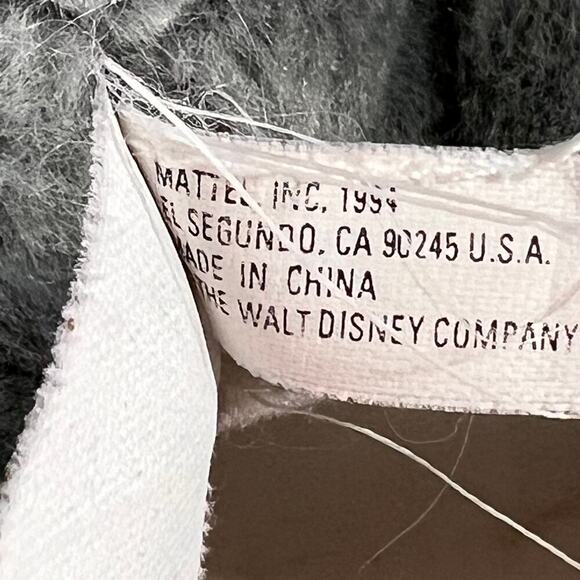 MATTEL INC. 1994
EL SEGUNDO, CA 90245 U.S.A.
MADE IN CHINA
THE WALT DISNEY COMPANY